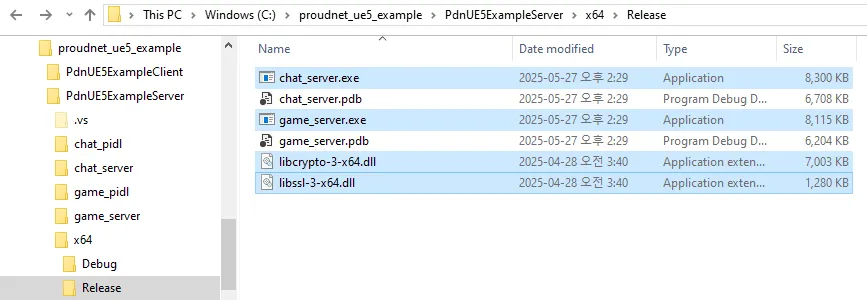 This PC > Windows (C:) > proudnet_ue5_example > PdnUE5ExampleServer > x64 > Release
proudnet_ue5_example
PdnUE5ExampleClient
PdnUE5ExampleServer
.vs
chat_pidl
chat_server
game_pidl
game_server
x64
Debug
Release
Name Date modified Type Size
chat_server.exe 2025-05-27 오후 2:29 Application 8,300 KB
chat_server.pdb 2025-05-27 오후 2:29 Program Debug D... 6,708 KB
game_server.exe 2025-05-27 오후 2:29 Application 8,115 KB
game_server.pdb 2025-05-27 오후 2:29 Program Debug D... 6,204 KB
libcrypto-3-x64.dll 2025-04-28 오전 3:40 Application exten... 7,003 KB
libssl-3-x64.dll 2025-04-28 오전 3:40 Application exten... 1,280 KB